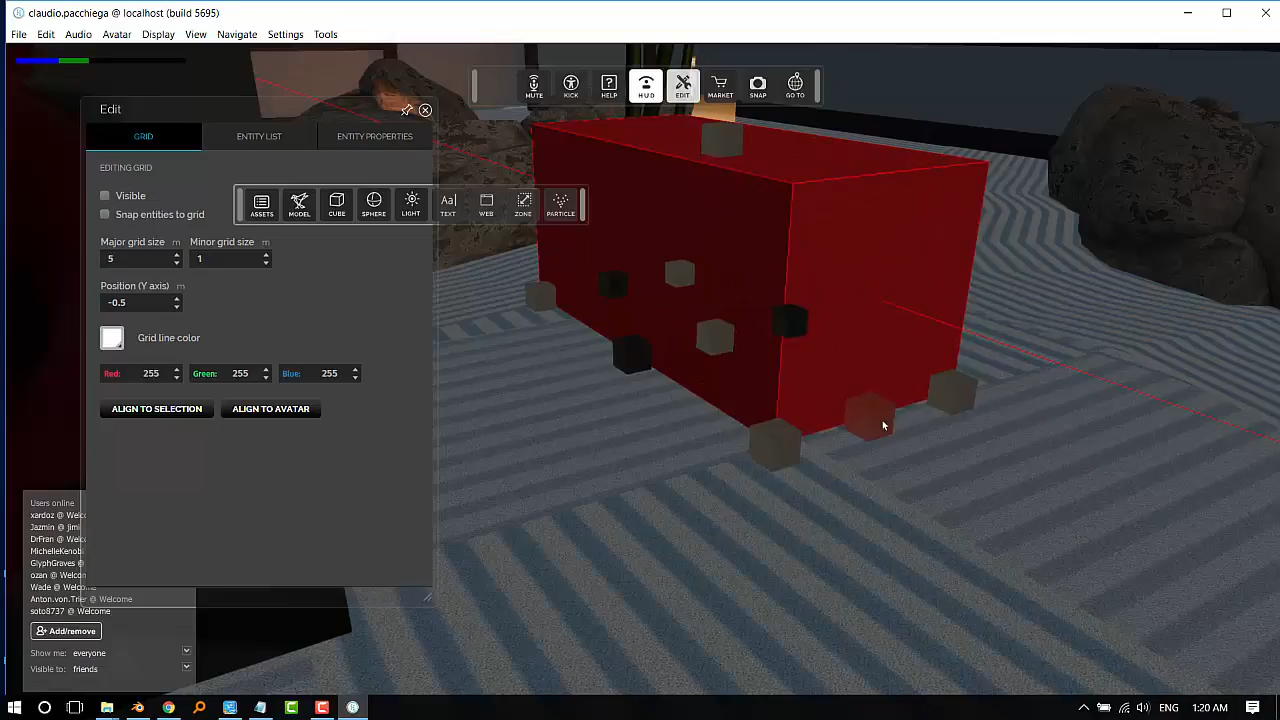 claudio.pacchiega @ localhost (build 5695)
File Edit Audio Avatar Display View Navigate Settings Tools
MUTE KICK HELP HUD EDIT MARKET SNAP GO TO
Edit
GRID ENTITY LIST ENTITY PROPERTIES
EDITING GRID
Visible
Snap entities to grid
ASSETS MODEL CUBE SPHERE LIGHT Aa| TEXT WEB ZONE PARTICLE
Major grid size m Minor grid size m
5 1
Position (Y axis) m
-0.5
Grid line color
Red: 255 Green: 255 Blue: 255
ALIGN TO SELECTION ALIGN TO AVATAR
Users online
xardoz @ Welc
Jazmin @ jimi
DrFran @ Welc
MichelleKenobi
GlyphGraves @
ozan @ Welcom
Wade @ Welcome
Anton.von.Trier @ Welcome
soto8737 @ Welcome
Add/remove
Show me: everyone
Visible to: friends
ENG 1:20 AM